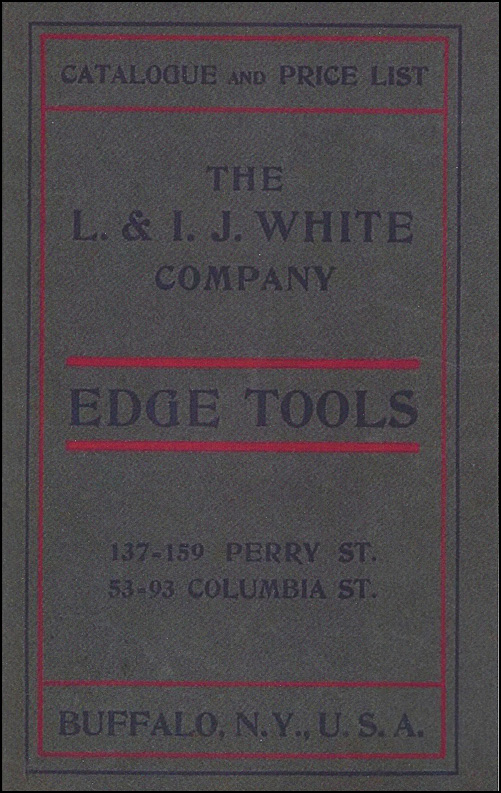 CATALOGUE AND PRICE LIST
THE
L. & I. J. WHITE
COMPANY
EDGE TOOLS
137-159 PERRY ST.
53-93 COLUMBIA ST.
BUFFALO, N.Y., U. S. A.